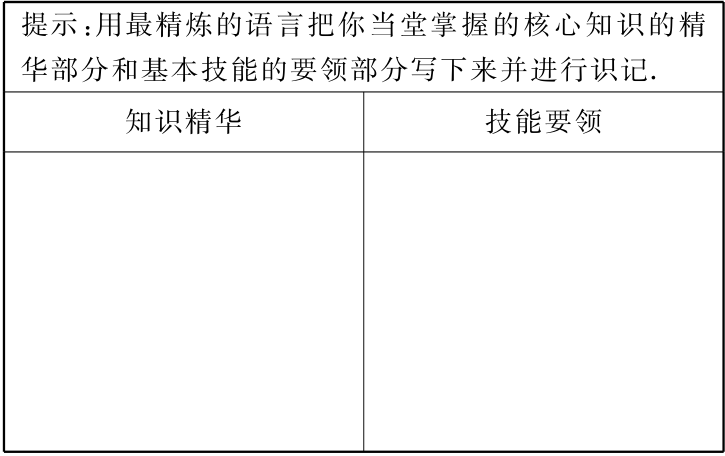 提示:用最精炼的语言把你当堂掌握的核心知识的精
华部分和基本技能的要领部分写下来并进行识记.
知识精华
技能要领